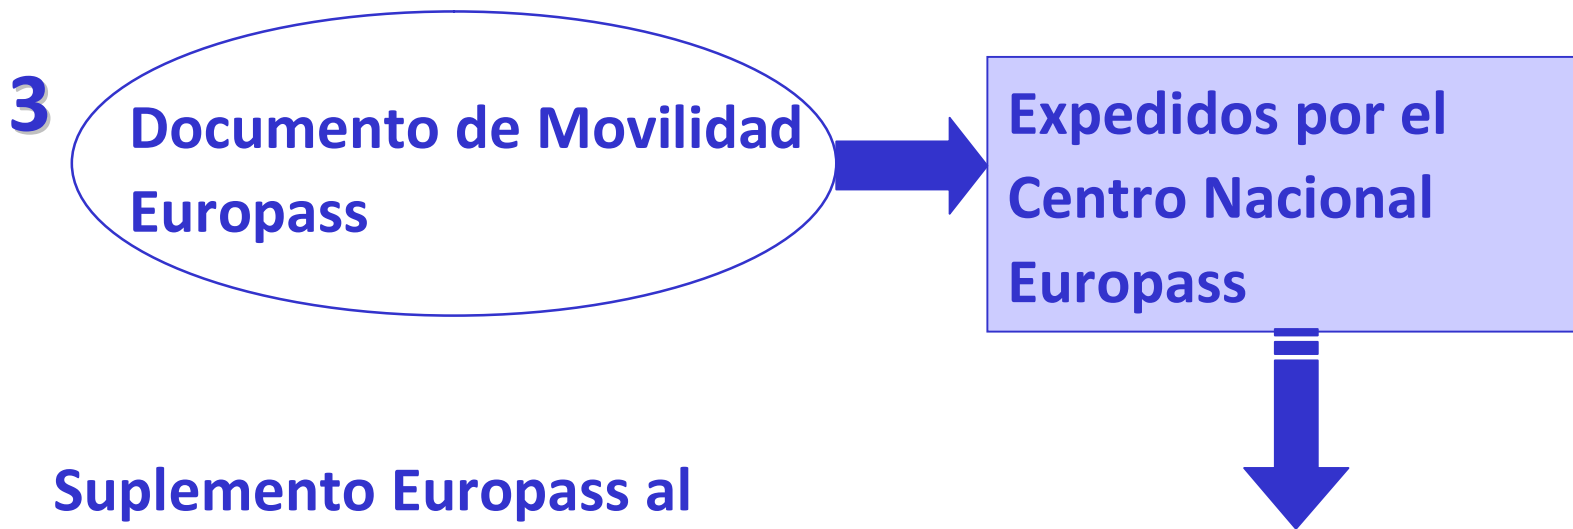 3
Documento de Movilidad
Europass
Expedidos por el
Centro Nacional
Europass
Suplemento Europass al